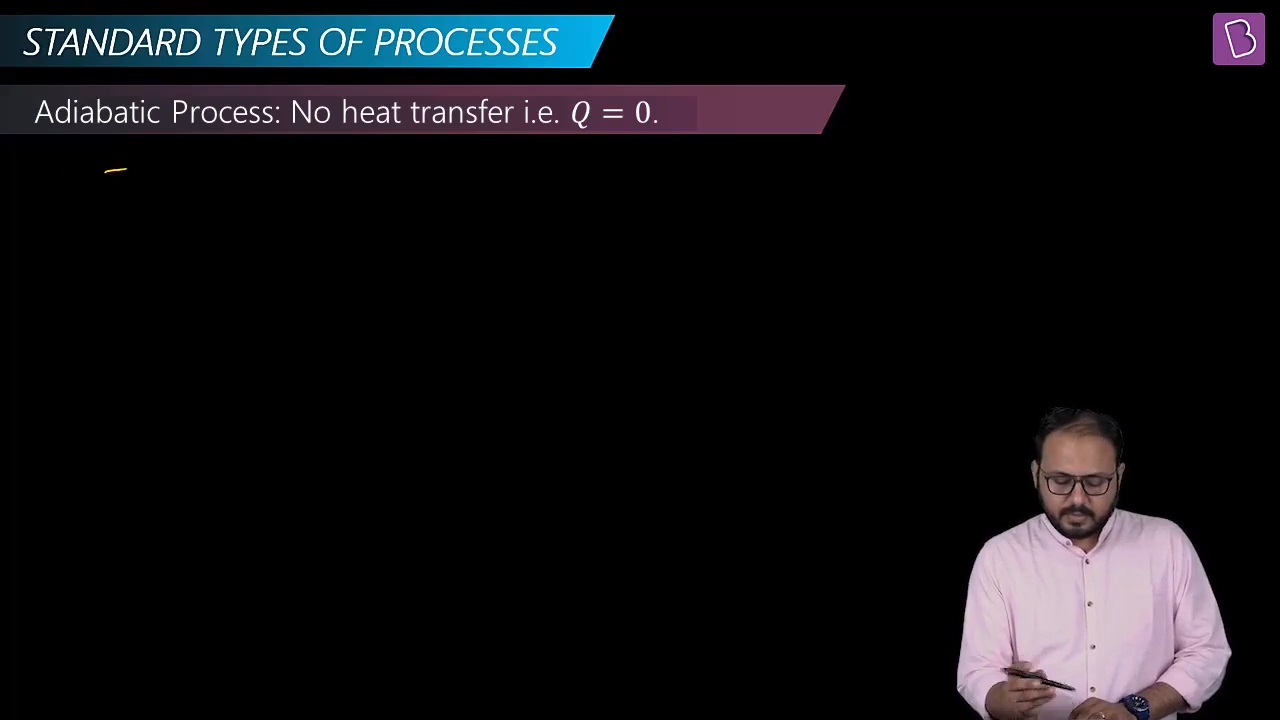 STANDARD TYPES OF PROCESSES
Adiabatic Process: No heat transfer i.e. Q = 0.